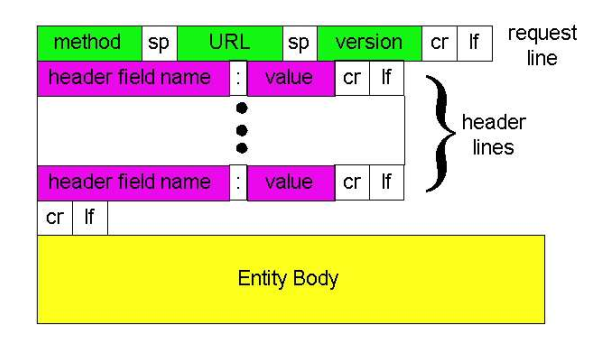 method sp URL sp version cr lf request line
header field name : value cr lf
header lines
header field name : value cr lf
cr lf
Entity Body